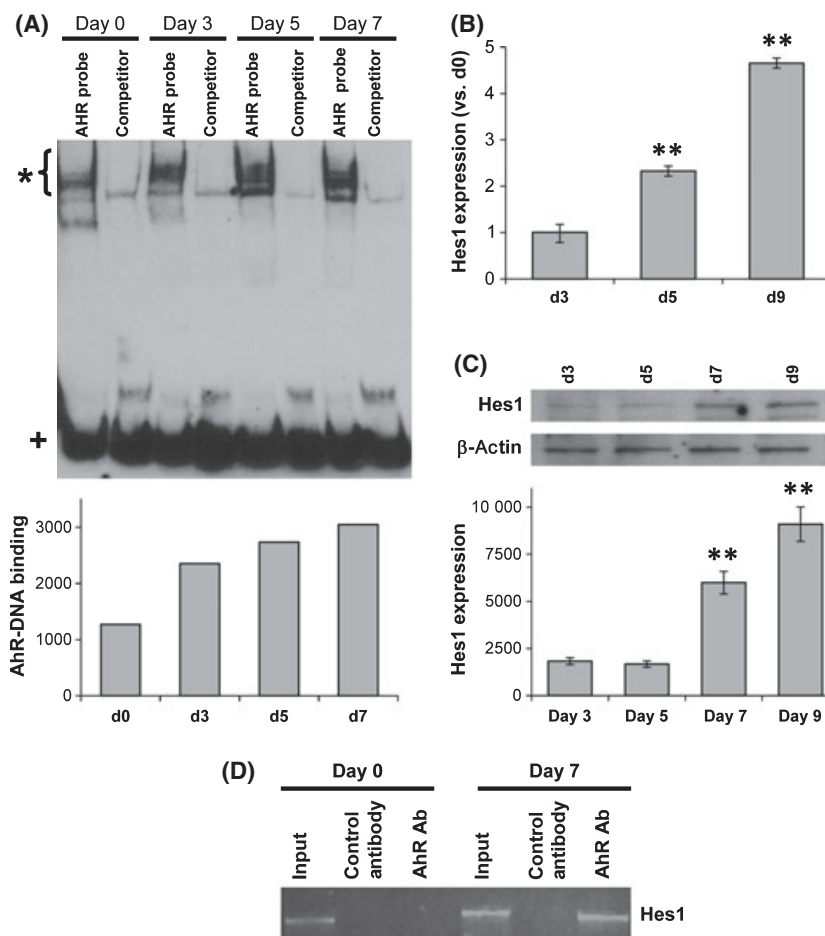 (A)
Day 0 Day 3 Day 5 Day 7
AHR probe Competitor AHR probe Competitor AHR probe Competitor AHR probe Competitor
*{
+
AhR-DNA binding
3000
2000
1000
0
d0 d3 d5 d7
(B)
Hes1 expression (vs. d0)
5
4
3
2
1
0
**
**
d3 d5 d9
(C)
d3 d5 d7 d9
Hes1
β-Actin
Hes1 expression
10 000
7500
5000
2500
0
**
**
Day 3 Day 5 Day 7 Day 9
(D)
Day 0 Day 7
Input Control antibody AhR Ab Input Control antibody AhR Ab
Hes1